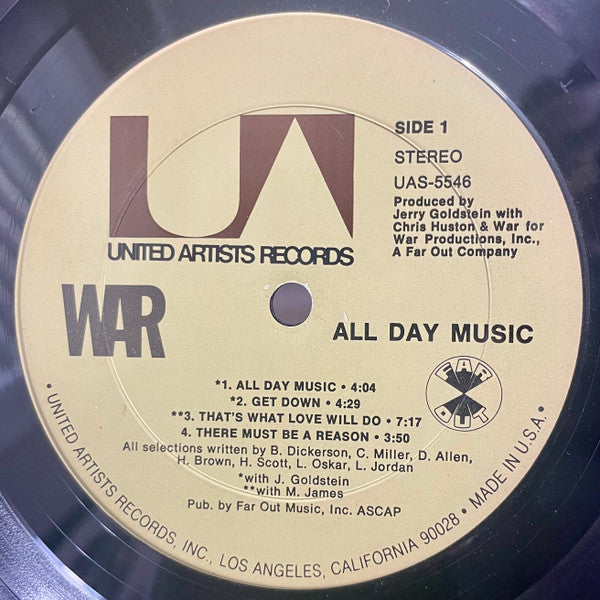 UA
UNITED ARTISTS RECORDS
SIDE 1
STEREO
UAS-5546
Produced by
Jerry Goldstein with
Chris Huston & War for
War Productions, Inc.,
A Far Out Company
WAR
ALL DAY MUSIC
FAR
OUT
*1. ALL DAY MUSIC • 4:04
*2. GET DOWN • 4:29
**3. THAT'S WHAT LOVE WILL DO • 7:17
4. THERE MUST BE A REASON • 3:50
All selections written by B. Dickerson, C. Miller, D. Allen,
H. Brown, H. Scott, L. Oskar, L. Jordan
*with J. Goldstein
**with M. James
Pub. by Far Out Music, Inc. ASCAP
• UNITED ARTISTS RECORDS, INC., LOS ANGELES, CALIFORNIA 90028 • MADE IN U.S.A. •